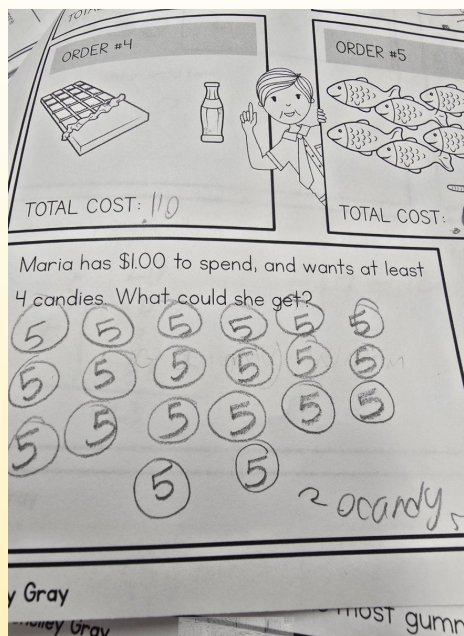 ORDER #4
ORDER #5
TOTAL COST: 110
TOTAL COST:
Maria has $1.00 to spend, and wants at least
4 candies. What could she get?
5 5 5 5 5 5
5 5 5 5 5 5
5 5 5 5 5 5
5 5
20candy
y Gray
most gumm